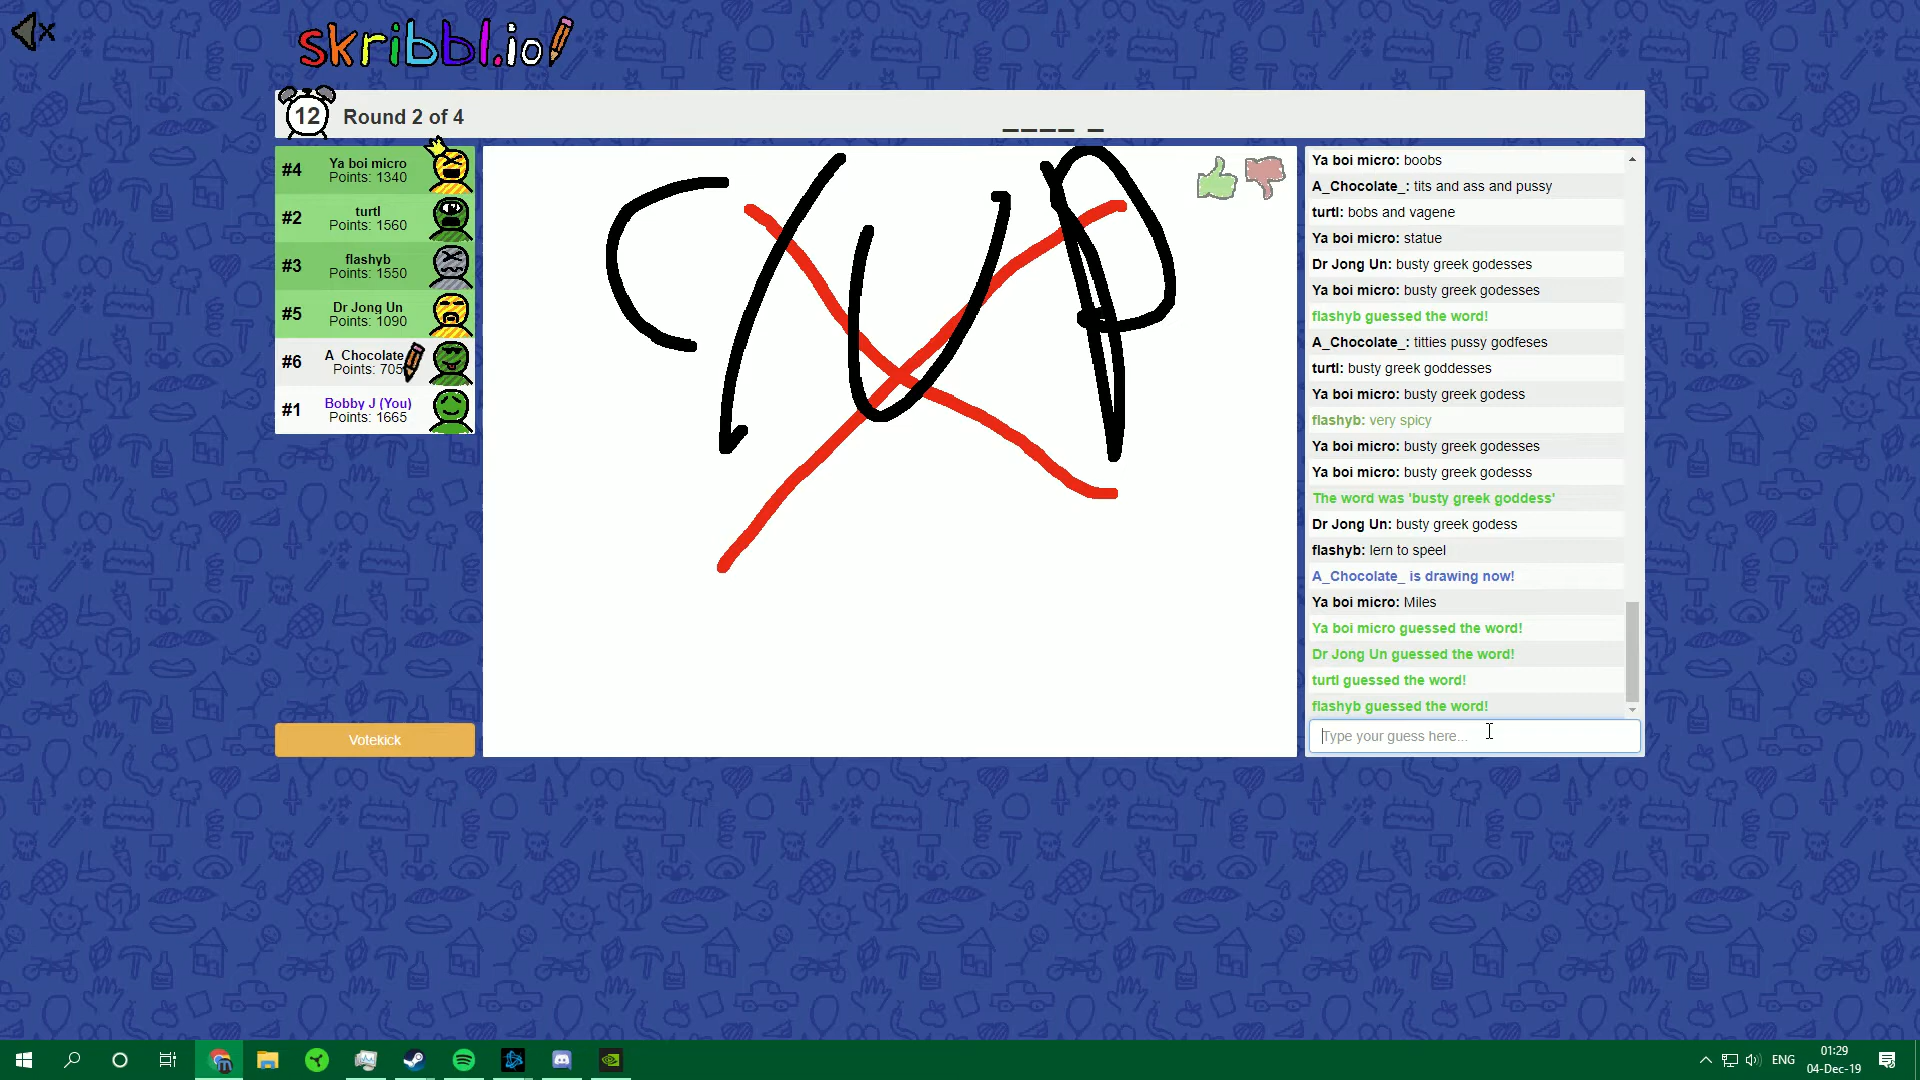 skribbl.io
12
Round 2 of 4
____ _
#4
Ya boi micro
Points: 1340
#2
turtl
Points: 1560
#3
flashyb
Points: 1550
#5
Dr Jong Un
Points: 1090
#6
A_Chocolate_
Points: 705
#1
Bobby J (You)
Points: 1665
Votekick
Ya boi micro: boobs
A_Chocolate_: tits and ass and pussy
turtl: bobs and vagene
Ya boi micro: statue
Dr Jong Un: busty greek godesses
Ya boi micro: busty greek godesses
flashyb guessed the word!
A_Chocolate_: titties pussy godfeses
turtl: busty greek goddesses
Ya boi micro: busty greek godess
flashyb: very spicy
Ya boi micro: busty greek godesses
Ya boi micro: busty greek godesss
The word was 'busty greek goddess'
Dr Jong Un: busty greek godess
flashyb: lern to speel
A_Chocolate_ is drawing now!
Ya boi micro: Miles
Ya boi micro guessed the word!
Dr Jong Un guessed the word!
turtl guessed the word!
flashyb guessed the word!
Type your guess here...
ENG
01:29
04-Dec-19